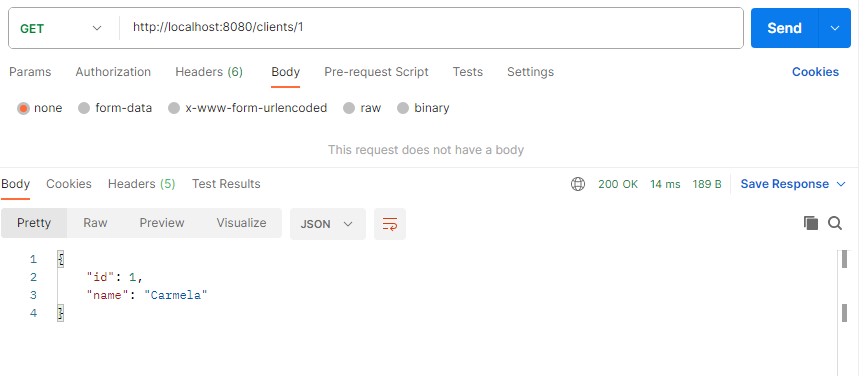 GET http://localhost:8080/clients/1 Send
Params Authorization Headers (6) Body Pre-request Script Tests Settings Cookies
none form-data x-www-form-urlencoded raw binary
This request does not have a body
Body Cookies Headers (5) Test Results 200 OK 14 ms 189 B Save Response
Pretty Raw Preview Visualize JSON
1 {
2 "id": 1,
3 "name": "Carmela"
4 }